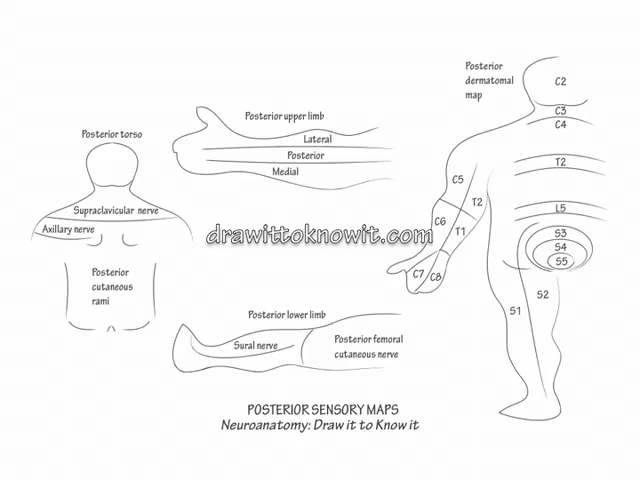 Posterior torso
Supraclavicular nerve
Axillary nerve
Posterior
cutaneous
rami
Posterior upper limb
Lateral
Posterior
Medial
drawittoknowit.com
Posterior lower limb
Sural nerve
Posterior femoral
cutaneous nerve
Posterior
dermatomal
map
C2
C3
C4
T2
C5
T2
C6
T1
C7
C8
L5
S3
S4
S5
S1
S2
POSTERIOR SENSORY MAPS
Neuroanatomy: Draw it to Know it